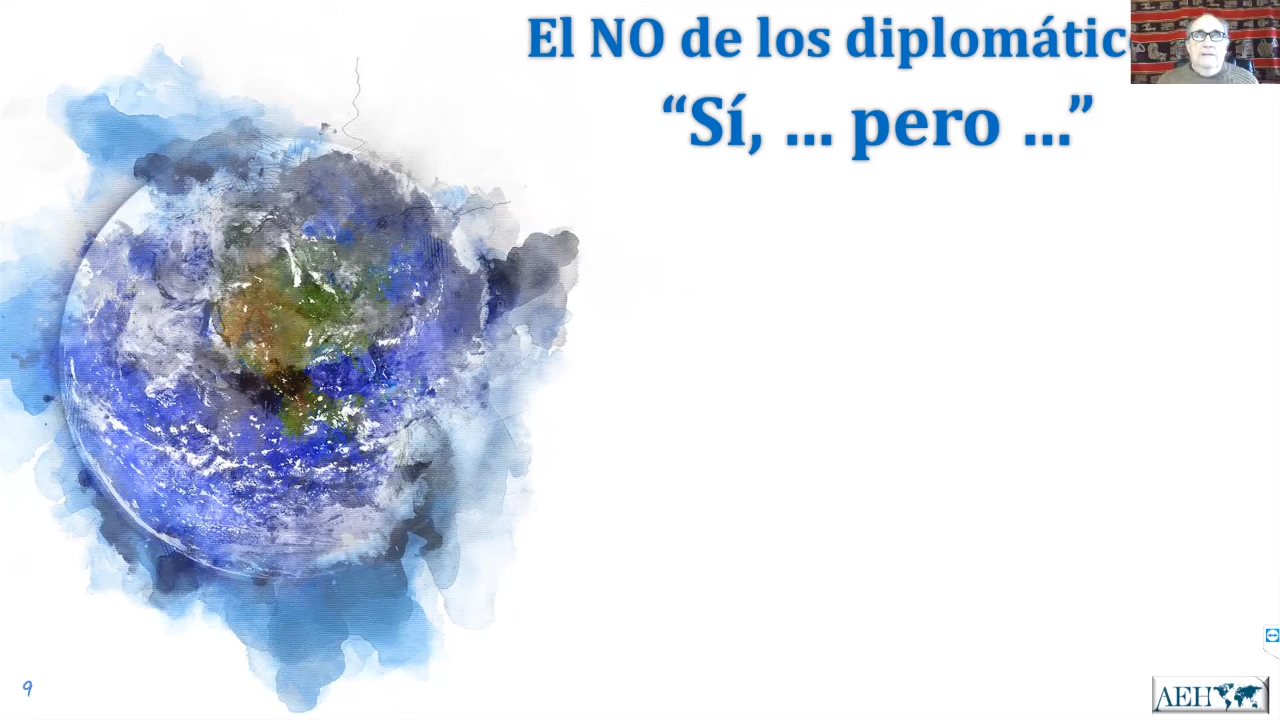 El NO de los diplomátic
“Sí, ... pero ...”
9
AEH